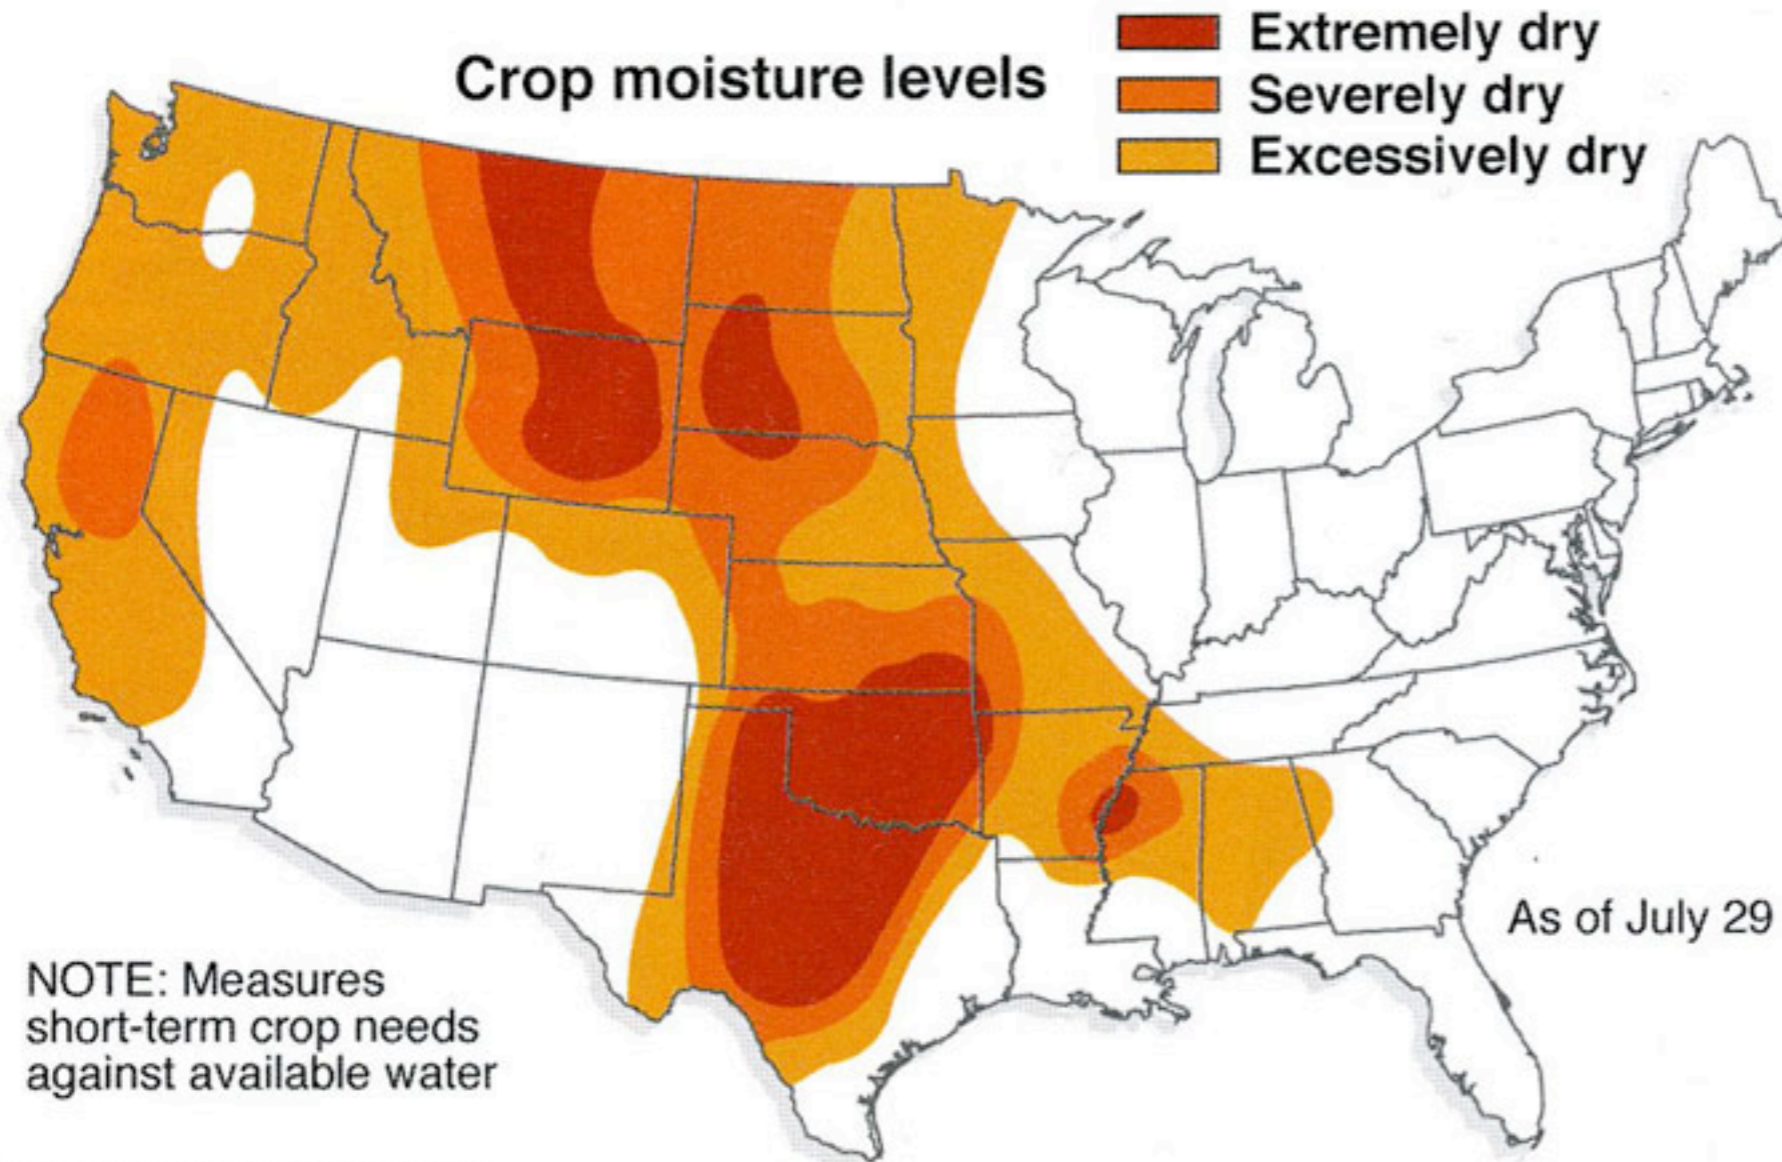 Crop moisture levels
Extremely dry
Severely dry
Excessively dry
As of July 29
NOTE: Measures
short-term crop needs
against available water